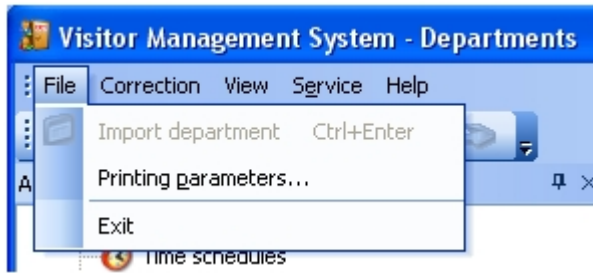 Visitor Management System - Departments
File Correction View Service Help
Import department Ctrl+Enter
Printing parameters...
A
Exit
Time schedules